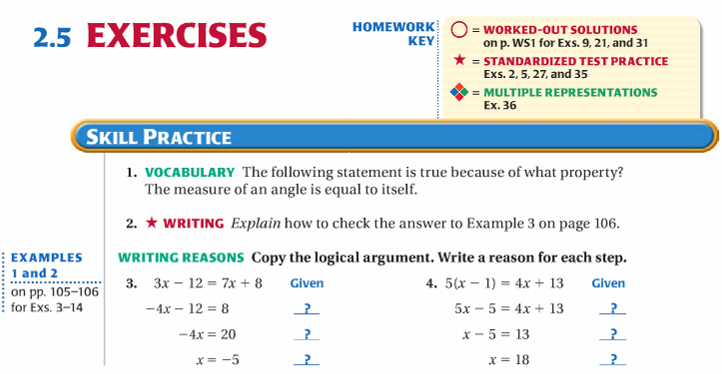 2.5 EXERCISES
HOMEWORK KEY
= WORKED-OUT SOLUTIONS
on p. WS1 for Exs. 9, 21, and 31
★ = STANDARDIZED TEST PRACTICE
Exs. 2, 5, 27, and 35
= MULTIPLE REPRESENTATIONS
Ex. 36
SKILL PRACTICE
1. VOCABULARY The following statement is true because of what property?
The measure of an angle is equal to itself.
2. ★ WRITING Explain how to check the answer to Example 3 on page 106.
EXAMPLES
1 and 2
on pp. 105–106
for Exs. 3–14
WRITING REASONS Copy the logical argument. Write a reason for each step.
3. 3x − 12 = 7x + 8 Given
−4x − 12 = 8 ?
−4x = 20 ?
x = −5 ?
4. 5(x − 1) = 4x + 13 Given
5x − 5 = 4x + 13 ?
x − 5 = 13 ?
x = 18 ?